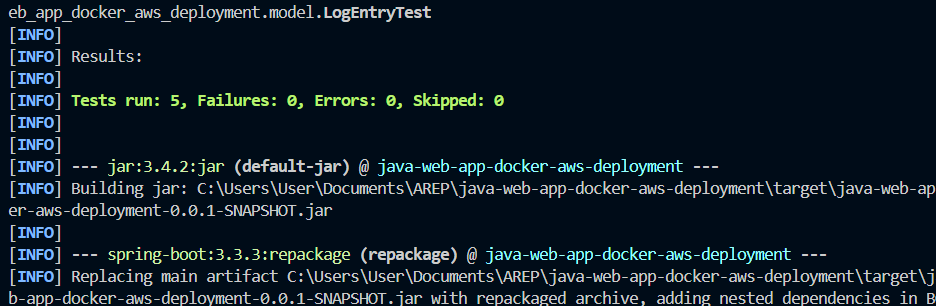 eb_app_docker_aws_deployment.model.LogEntryTest
[INFO]
[INFO] Results:
[INFO]
[INFO] Tests run: 5, Failures: 0, Errors: 0, Skipped: 0
[INFO]
[INFO]
[INFO] --- jar:3.4.2:jar (default-jar) @ java-web-app-docker-aws-deployment ---
[INFO] Building jar: C:\Users\User\Documents\AREP\java-web-app-docker-aws-deployment\target\java-web-ap
er-aws-deployment-0.0.1-SNAPSHOT.jar
[INFO]
[INFO] --- spring-boot:3.3.3:repackage (repackage) @ java-web-app-docker-aws-deployment ---
[INFO] Replacing main artifact C:\Users\User\Documents\AREP\java-web-app-docker-aws-deployment\target\j
b-app-docker-aws-deployment-0.0.1-SNAPSHOT.jar with repackaged archive, adding nested dependencies in B